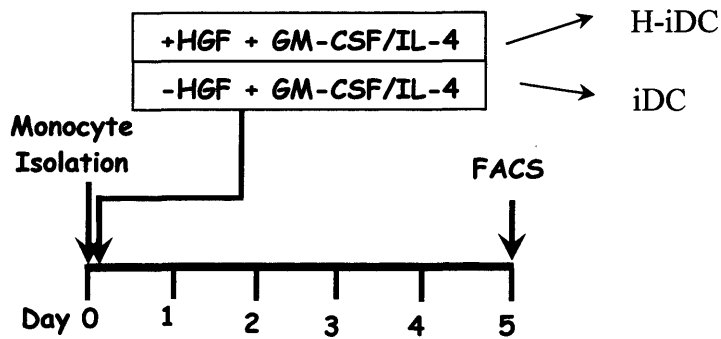 +HGF + GM-CSF/IL-4
H-iDC
-HGF + GM-CSF/IL-4
iDC
Monocyte
Isolation
FACS
Day 0 1 2 3 4 5